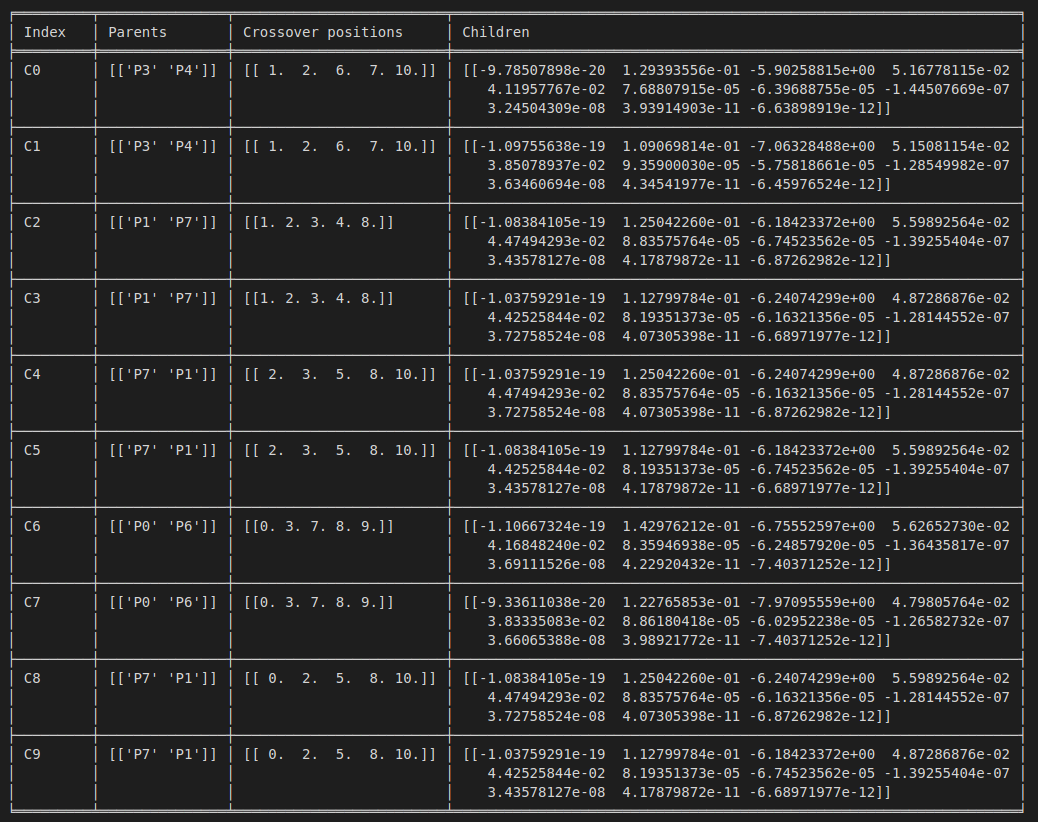 Index Parents Crossover positions Children
C0 [['P3' 'P4']] [[ 1. 2. 6. 7. 10.]] [[-9.78507898e-20 1.29393556e-01 -5.90258815e+00 5.16778115e-02
4.11957767e-02 7.68807915e-05 -6.39688755e-05 -1.44507669e-07
3.24504309e-08 3.93914903e-11 -6.63898919e-12]]
C1 [['P3' 'P4']] [[ 1. 2. 6. 7. 10.]] [[-1.09755638e-19 1.09069814e-01 -7.06328488e+00 5.15081154e-02
3.85078937e-02 9.35900030e-05 -5.75818661e-05 -1.28549982e-07
3.63460694e-08 4.34541977e-11 -6.45976524e-12]]
C2 [['P1' 'P7']] [[1. 2. 3. 4. 8.]] [[-1.08384105e-19 1.25042260e-01 -6.18423372e+00 5.59892564e-02
4.47494293e-02 8.83575764e-05 -6.74523562e-05 -1.39255404e-07
3.43578127e-08 4.17879872e-11 -6.87262982e-12]]
C3 [['P1' 'P7']] [[1. 2. 3. 4. 8.]] [[-1.03759291e-19 1.12799784e-01 -6.24074299e+00 4.87286876e-02
4.42525844e-02 8.19351373e-05 -6.16321356e-05 -1.28144552e-07
3.72758524e-08 4.07305398e-11 -6.68971977e-12]]
C4 [['P7' 'P1']] [[ 2. 3. 5. 8. 10.]] [[-1.03759291e-19 1.25042260e-01 -6.24074299e+00 4.87286876e-02
4.47494293e-02 8.83575764e-05 -6.16321356e-05 -1.28144552e-07
3.72758524e-08 4.07305398e-11 -6.87262982e-12]]
C5 [['P7' 'P1']] [[ 2. 3. 5. 8. 10.]] [[-1.08384105e-19 1.12799784e-01 -6.18423372e+00 5.59892564e-02
4.42525844e-02 8.19351373e-05 -6.74523562e-05 -1.39255404e-07
3.43578127e-08 4.17879872e-11 -6.68971977e-12]]
C6 [['P0' 'P6']] [[0. 3. 7. 8. 9.]] [[-1.10667324e-19 1.42976212e-01 -6.75552597e+00 5.62652730e-02
4.16848240e-02 8.35946938e-05 -6.24857920e-05 -1.36435817e-07
3.69111526e-08 4.22920432e-11 -7.40371252e-12]]
C7 [['P0' 'P6']] [[0. 3. 7. 8. 9.]] [[-9.33611038e-20 1.22765853e-01 -7.97095559e+00 4.79805764e-02
3.83335083e-02 8.86180418e-05 -6.02952238e-05 -1.26582732e-07
3.66065388e-08 3.98921772e-11 -7.40371252e-12]]
C8 [['P7' 'P1']] [[ 0. 2. 5. 8. 10.]] [[-1.08384105e-19 1.25042260e-01 -6.24074299e+00 5.59892564e-02
4.47494293e-02 8.83575764e-05 -6.16321356e-05 -1.28144552e-07
3.72758524e-08 4.07305398e-11 -6.87262982e-12]]
C9 [['P7' 'P1']] [[ 0. 2. 5. 8. 10.]] [[-1.03759291e-19 1.12799784e-01 -6.18423372e+00 4.87286876e-02
4.42525844e-02 8.19351373e-05 -6.74523562e-05 -1.39255404e-07
3.43578127e-08 4.17879872e-11 -6.68971977e-12]]